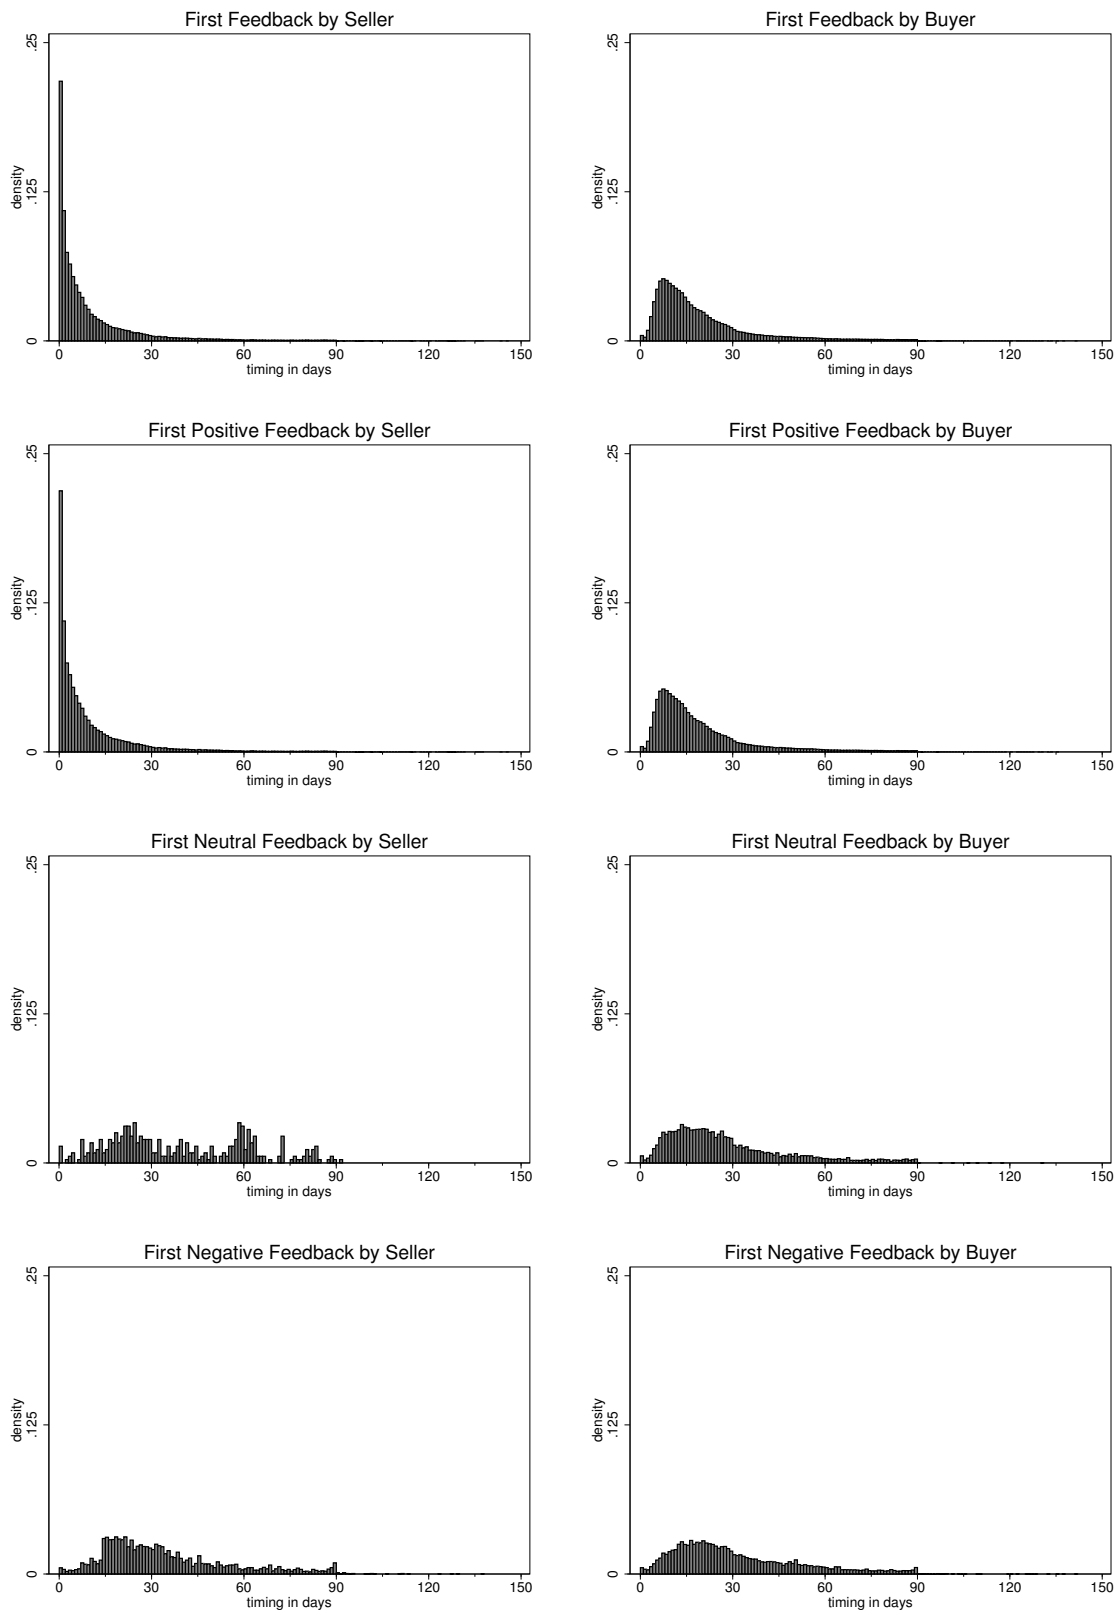 First Feedback by Seller
density
.25
.125
0
0 30 60 90 120 150
timing in days
First Feedback by Buyer
density
.25
.125
0
0 30 60 90 120 150
timing in days
First Positive Feedback by Seller
density
.25
.125
0
0 30 60 90 120 150
timing in days
First Positive Feedback by Buyer
density
.25
.125
0
0 30 60 90 120 150
timing in days
First Neutral Feedback by Seller
density
.25
.125
0
0 30 60 90 120 150
timing in days
First Neutral Feedback by Buyer
density
.25
.125
0
0 30 60 90 120 150
timing in days
First Negative Feedback by Seller
density
.25
.125
0
0 30 60 90 120 150
timing in days
First Negative Feedback by Buyer
density
.25
.125
0
0 30 60 90 120 150
timing in days